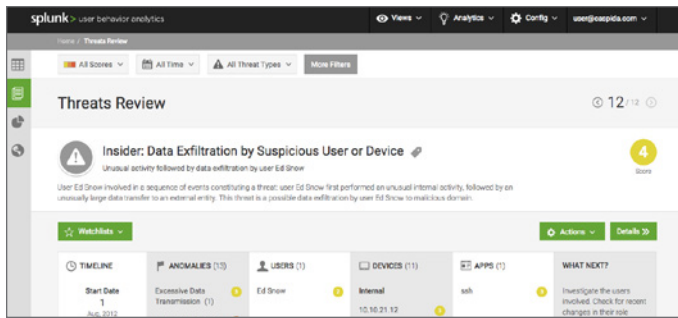 splunk> user behavior analytics
Views
Analytics
Config
user@caspida.com
Home / Threats Review
All Scores
All Time
All Threat Types
More Filters
Threats Review
12/12
Insider: Data Exfiltration by Suspicious User or Device
Unusual activity followed by data exfiltration by user Ed Snow
4
Score
User Ed Snow involved in a sequence of events constituting a threat: user Ed Snow first performed an unusual internal activity, followed by an
unusually large data transfer to an external entity. This threat is a possible data exfiltration by user Ed Snow to malicious domain.
Watchlists
Actions
Details
TIMELINE
ANOMALIES (13)
USERS (1)
DEVICES (11)
APPS (1)
WHAT NEXT?
Start Date
1
Aug, 2012
Excessive Data
Transmission (1)
Ed Snow
Internal
10.10.21.12
ssh
Investigate the users
involved. Check for recent
changes in their role